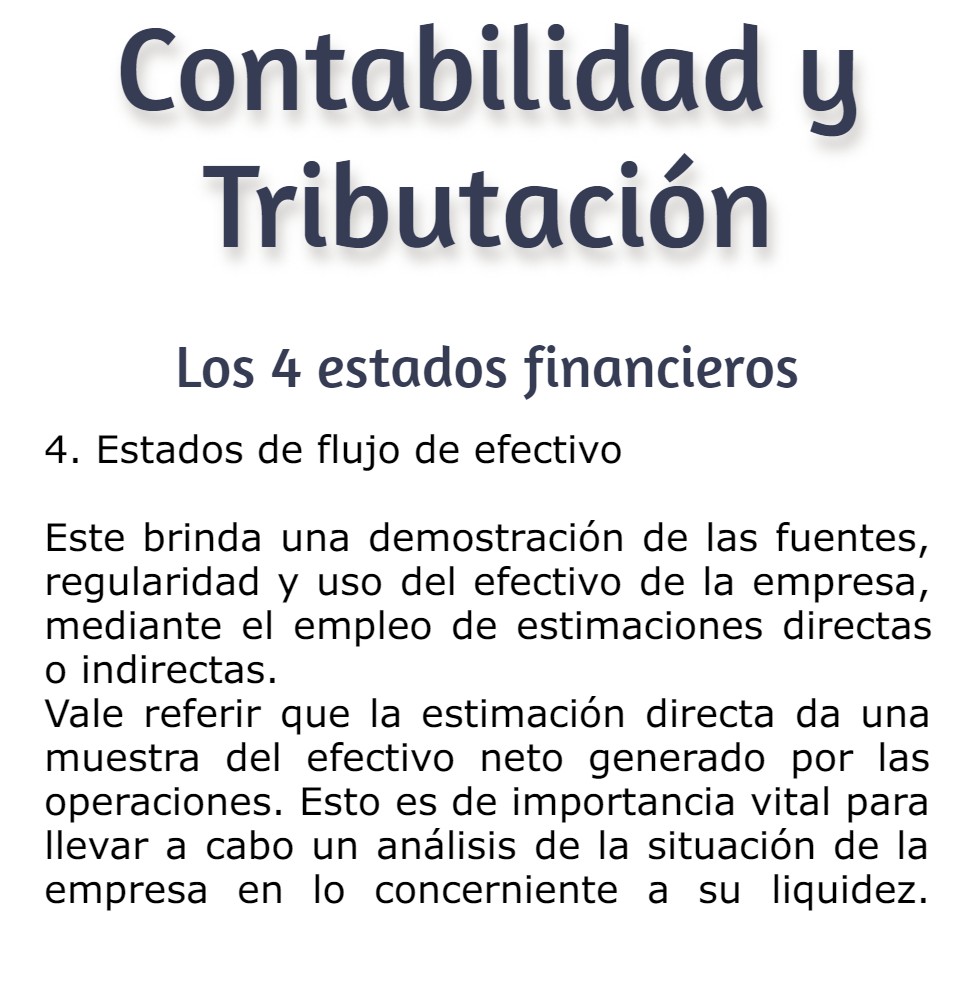 Contabilidad y
Tributación
Los 4 estados financieros
4. Estados de flujo de efectivo
Este brinda una demostración de las fuentes,
regularidad y uso del efectivo de la empresa,
mediante el empleo de estimaciones directas
o indirectas.
Vale referir que la estimación directa da una
muestra del efectivo neto generado por las
operaciones. Esto es de importancia vital para
llevar a cabo un análisis de la situación de la
empresa en lo concerniente a su liquidez.